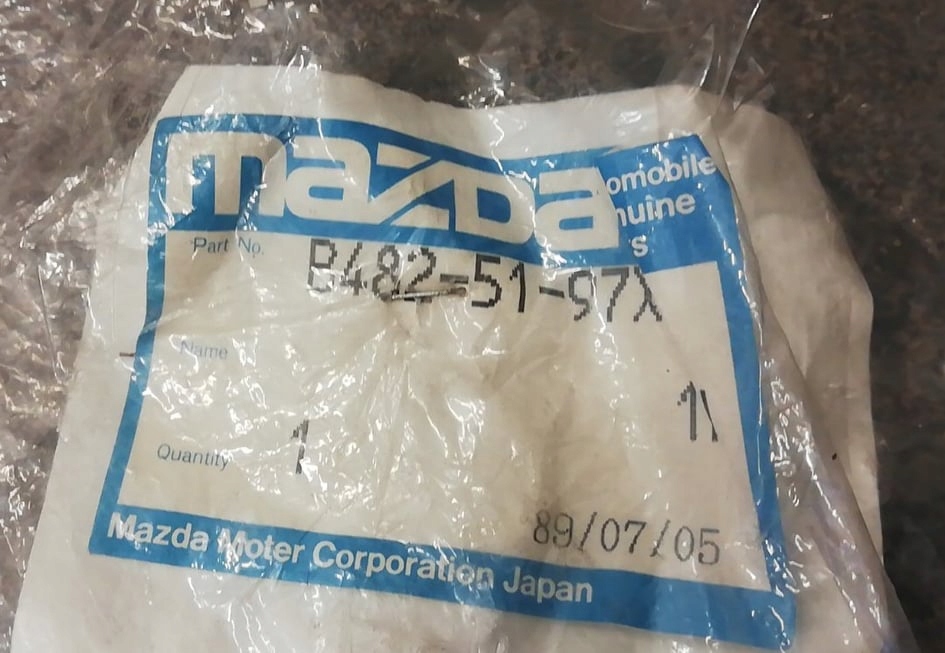 mazda
omobile
nuine
s
Part No. B482-51-97X
Name
1
Quantity 1
89/07/05
Mazda Moter Corporation Japan